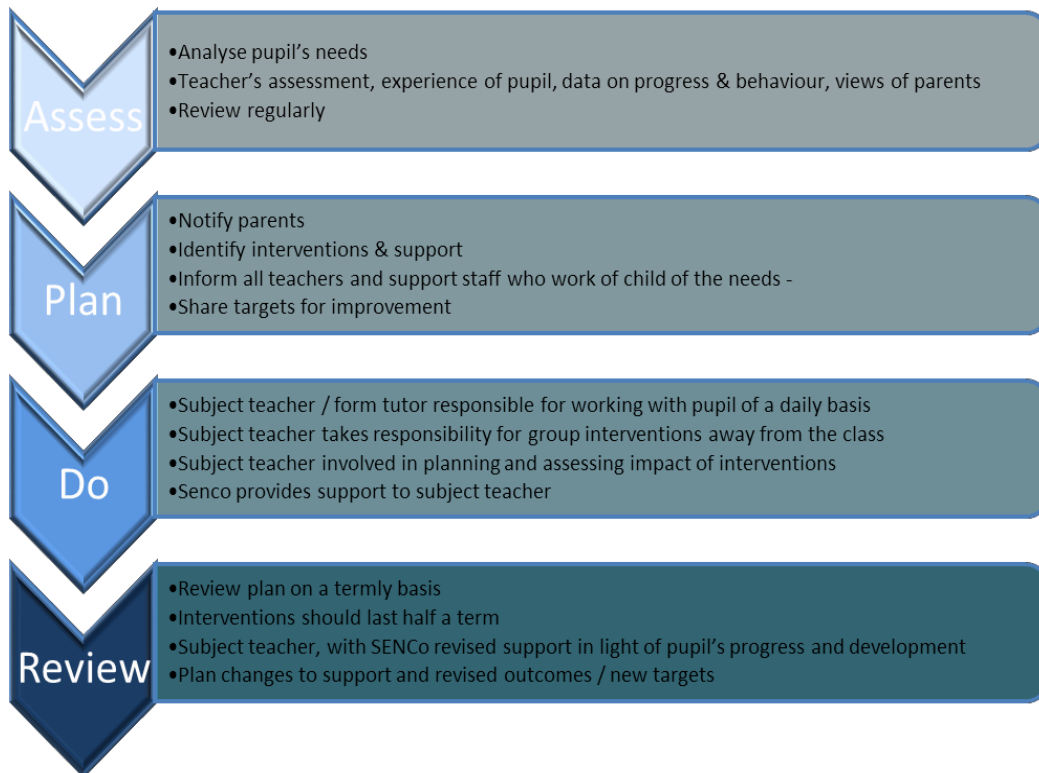 Assess
•Analyse pupil's needs
•Teacher's assessment, experience of pupil, data on progress & behaviour, views of parents
•Review regularly
Plan
•Notify parents
•Identify interventions & support
•Inform all teachers and support staff who work of child of the needs -
•Share targets for improvement
Do
•Subject teacher / form tutor responsible for working with pupil of a daily basis
•Subject teacher takes responsibility for group interventions away from the class
•Subject teacher involved in planning and assessing impact of interventions
•Senco provides support to subject teacher
Review
•Review plan on a termly basis
•Interventions should last half a term
•Subject teacher, with SENCo revised support in light of pupil's progress and development
•Plan changes to support and revised outcomes / new targets